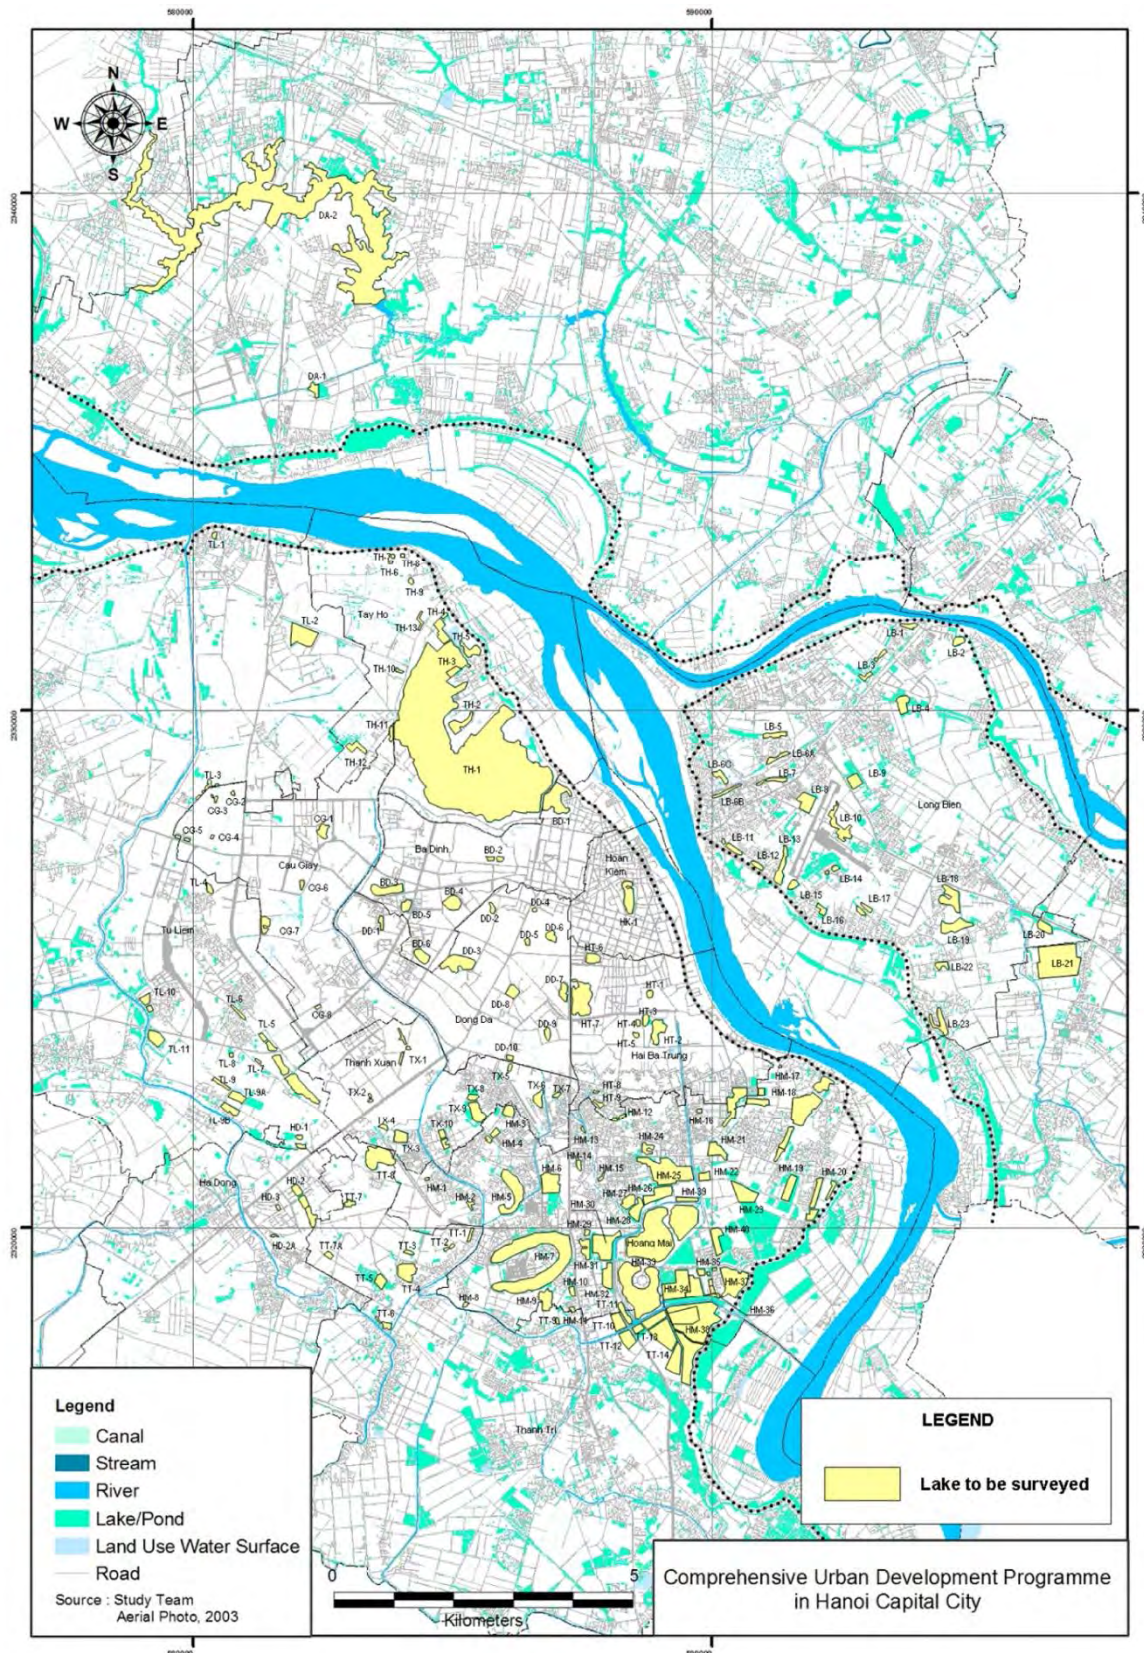 580000
590000
N
W
E
S
DA-2
DA-1
TL-1
TH-7
TH-8
TH-6
TH-9
Tay Ho
TH-4
TH-13
TL-2
TH-5
TH-3
TH-10
TH-2
TH-11
TH-12
TH-1
LB-1
LB-2
LB-3
LB-4
LB-5
LB-6A
LB-6C
LB-7
LB-9
LB-6B
LB-8
Long Bien
LB-10
TL-3
CG-2
CG-3
CG-1
BD-1
CG-5
CG-4
Ba Dinh
BD-2
Hoan
Kiem
LB-11
LB-13
LB-12
LB-14
Cau Giay
CG-6
TL-4
BD-3
BD-4
BD-5
DD-2
DD-4
HK-1
LB-15
LB-16
LB-17
LB-18
Tu Liem
CG-7
DD-1
DD-5
DD-6
LB-19
LB-20
BD-6
DD-3
HT-6
LB-22
LB-21
TL-10
DD-7
DD-8
HT-1
TL-6
CG-8
HT-7
HT-3
HT-4
LB-23
Dong Da
TL-5
DD-9
HT-5
HT-2
TL-11
TX-1
Thanh Xuan
DD-10
Hai Ba Trung
TL-8
TL-7
TX-5
HM-17
TL-9
TL-9A
TX-2
TX-8
TX-6
TX-7
HT-8
HT-9
HM-18
TL-9B
TX-9
HM-3
HM-12
HM-16
TX-4
TX-10
HM-4
HM-13
HD-1
TX-3
HM-24
HM-21
HM-14
HM-6
HM-15
HM-25
HM-22
HM-19
HM-20
Ha Dong
TT-8
HM-1
HD-2
HM-5
HM-26
HM-39
HD-3
TT-7
HM-2
HM-27
HM-23
HM-30
HM-28
HD-2A
TT-1
HM-29
HM-40
Hoang Mai
TT-7A
TT-3
TT-2
HM-7
HM-31
HM-33
HM-35
TT-5
TT-4
HM-10
HM-34
HM-37
HM-32
HM-8
HM-9
TT-11
HM-36
TT-6
TT-9
HM-11
TT-10
HM-38
TT-13
TT-12
TT-14
Thanh Tri
Legend
Canal
Stream
River
Lake/Pond
Land Use Water Surface
Road
Source : Study Team
Aerial Photo, 2003
0
5
Kilometers
LEGEND
Lake to be surveyed
Comprehensive Urban Development Programme
in Hanoi Capital City